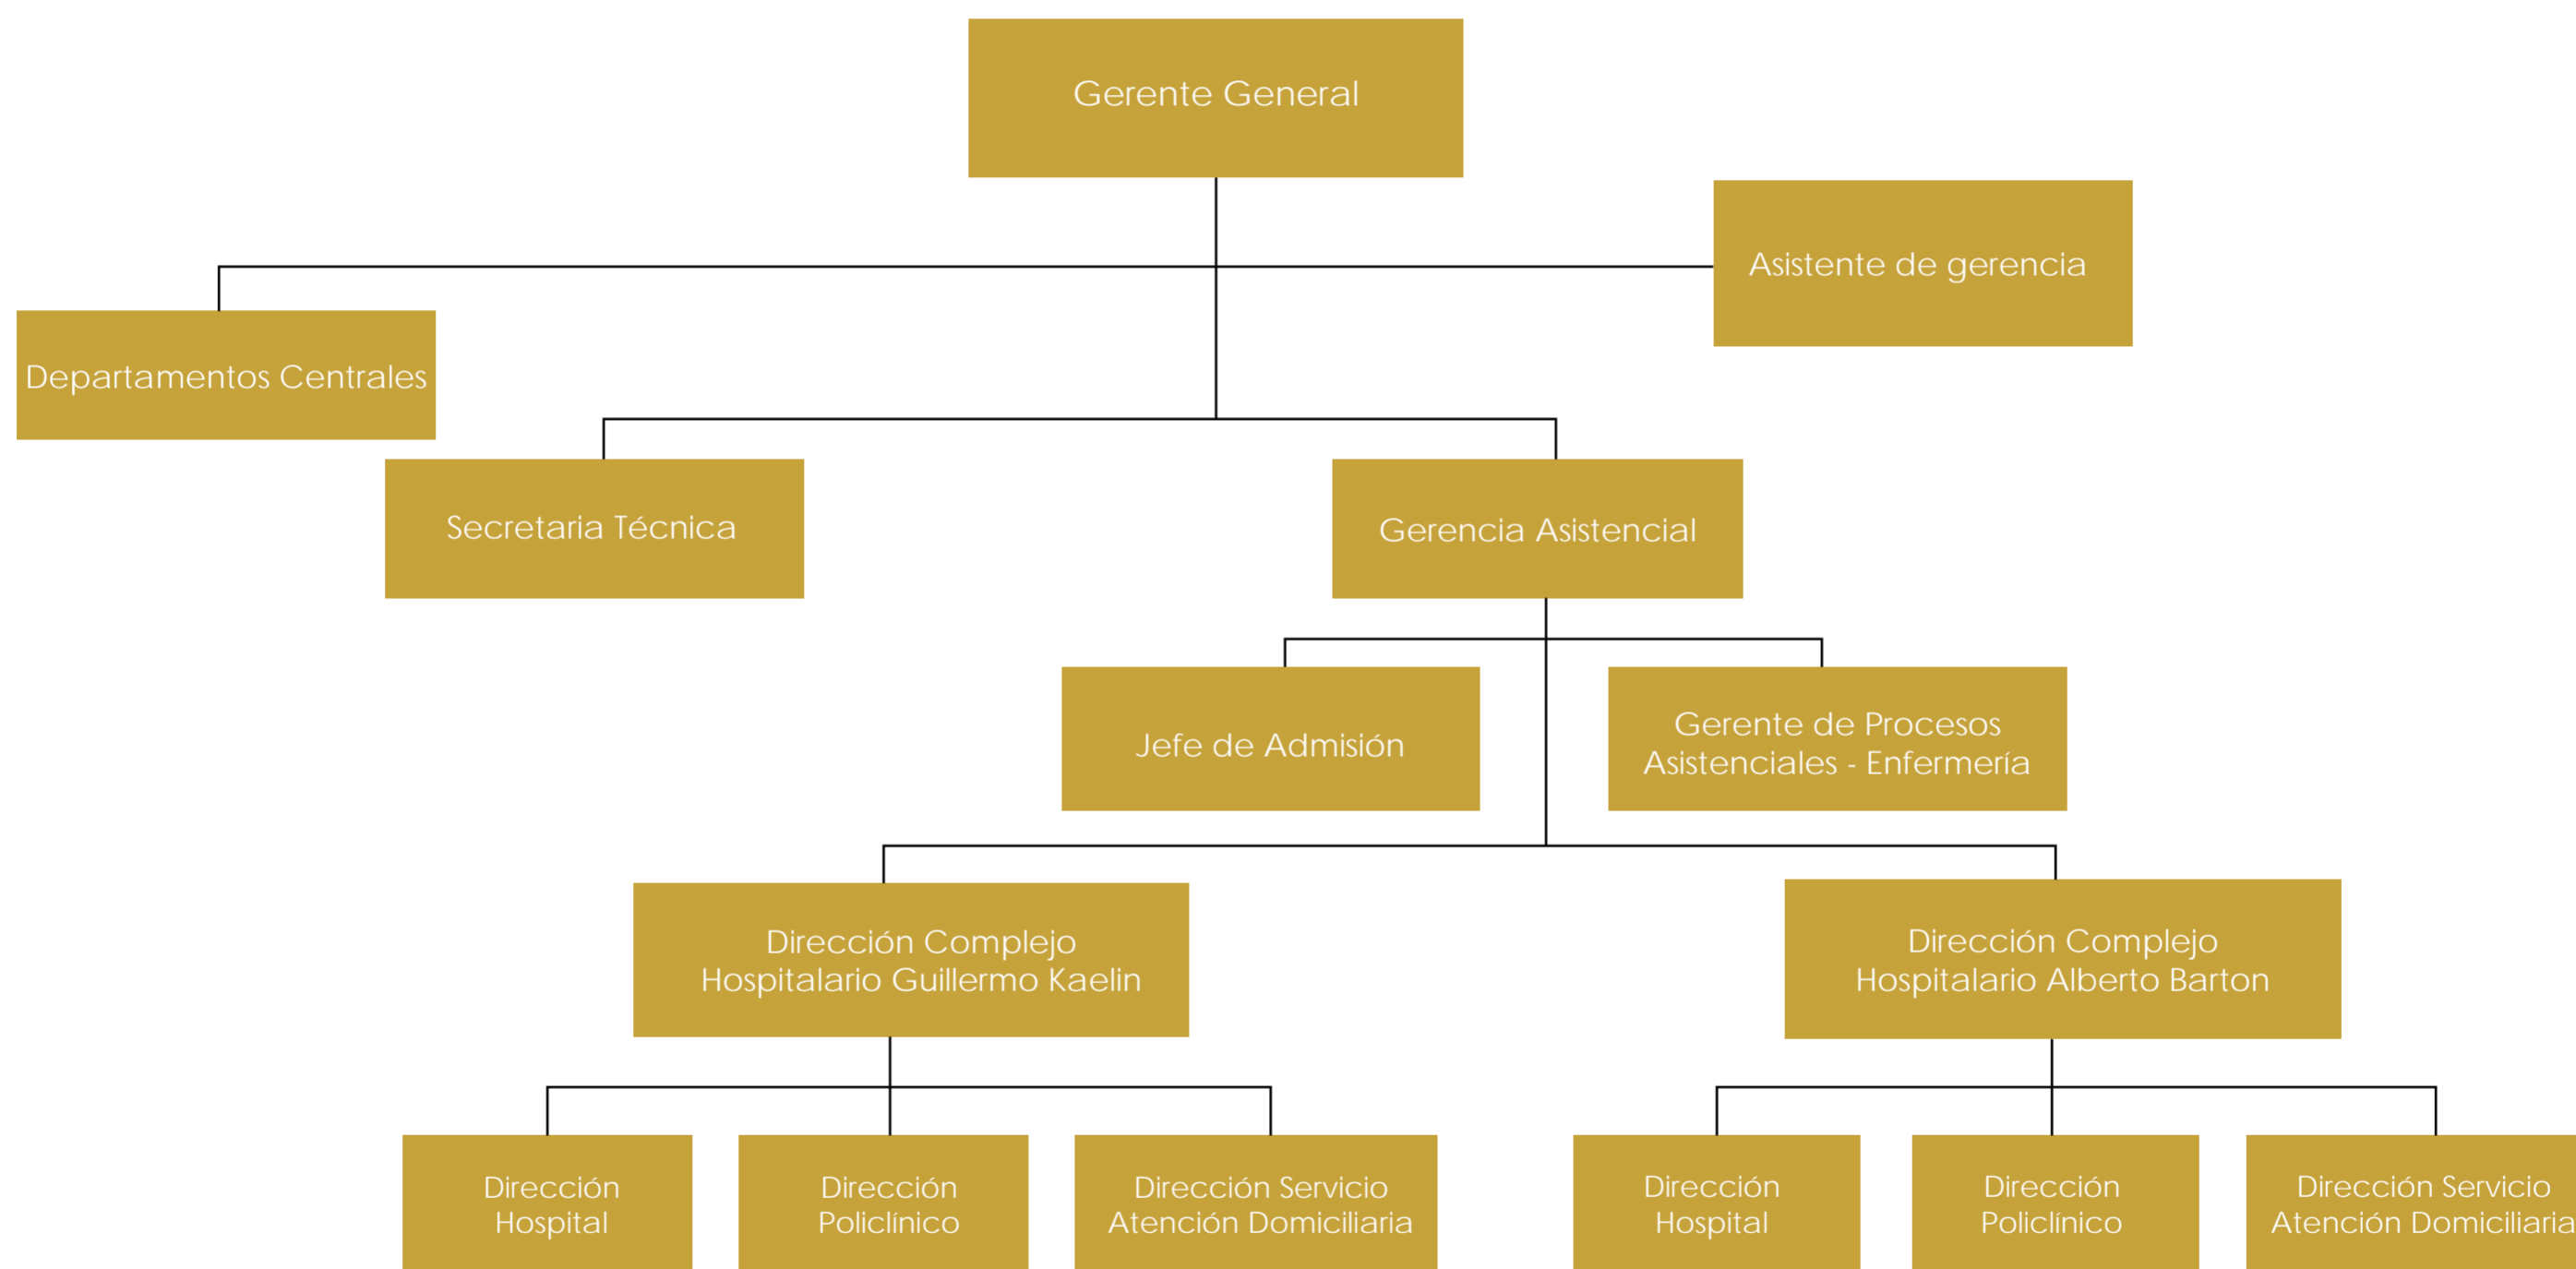 Gerente General
Asistente de gerencia
Departamentos Centrales
Secretaria Técnica
Gerencia Asistencial
Jefe de Admisión
Gerente de Procesos
Asistenciales - Enfermería
Dirección Complejo
Hospitalario Guillermo Kaelin
Dirección Complejo
Hospitalario Alberto Barton
Dirección
Hospital
Dirección
Policlínico
Dirección Servicio
Atención Domiciliaria
Dirección
Hospital
Dirección
Policlínico
Dirección Servicio
Atención Domiciliaria